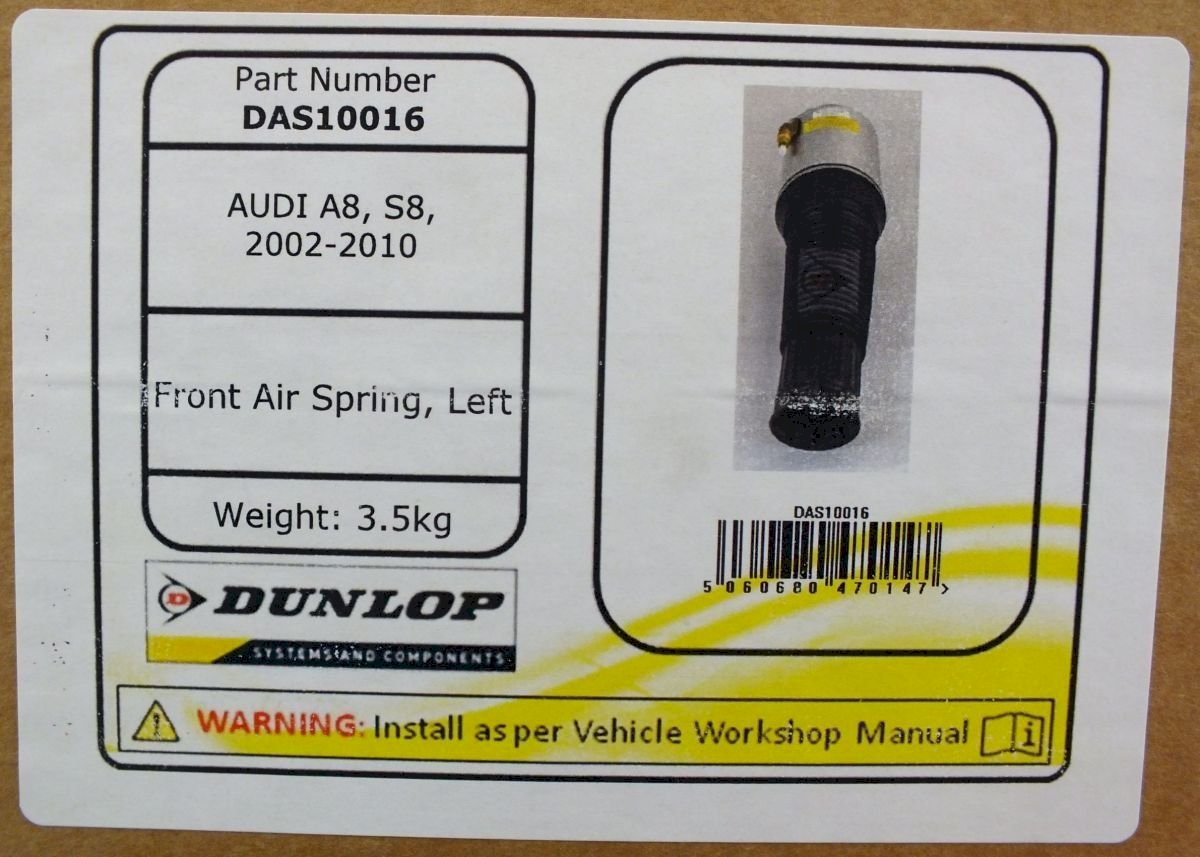 Part Number
DAS10016
AUDI A8, S8,
2002-2010
Front Air Spring, Left
Weight: 3.5kg
D DUNLOP
SYSTEMS AND COMPONENTS
DAS10016
5 060680 470147 >
WARNING: Install as per Vehicle Workshop Manual i